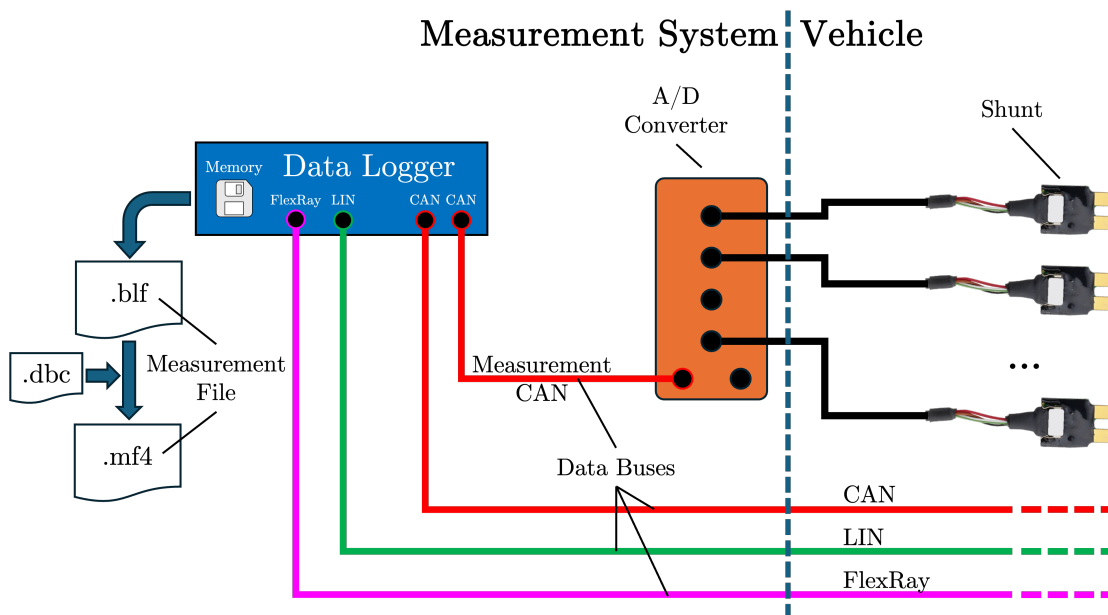 Measurement System
Vehicle
A/D
Converter
Shunt
Memory
Data Logger
FlexRay
LIN
CAN
CAN
.blf
.dbc
Measurement
File
.mf4
Measurement
CAN
...
Data Buses
CAN
LIN
FlexRay